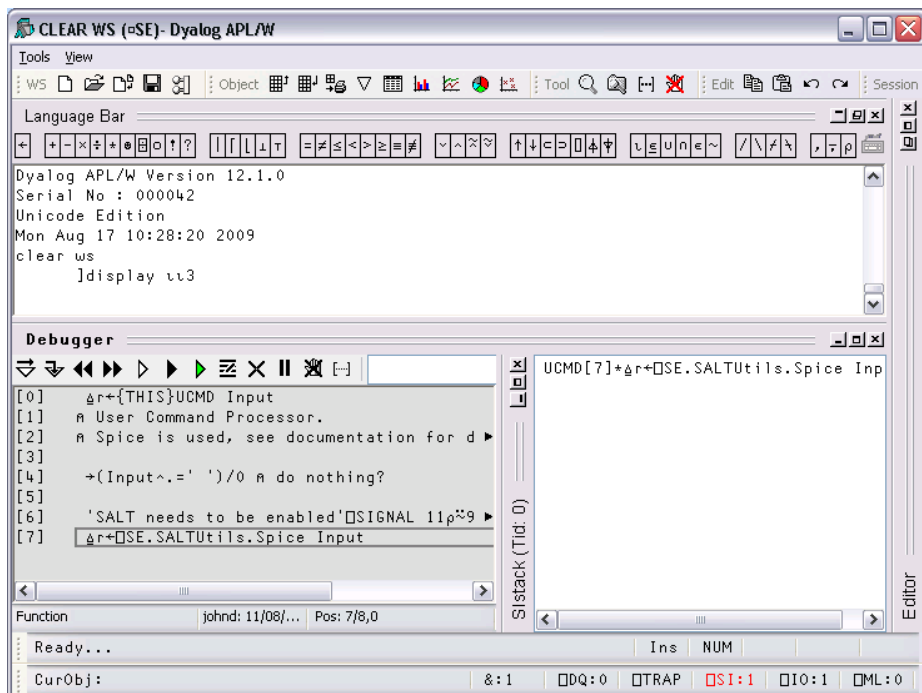 CLEAR WS (⎕SE)- Dyalog APL/W
Tools View
WS Object Tool Edit Session
Language Bar
← + - × ÷ * ⍟ ⌹ ○ ! ? | ⌈ ⌊ ⊥ ⊤ = ≠ ≤ < > ≥ ≡ ≢ ∨ ∧ ⍲ ⍱ ↑ ↓ ⊂ ⊃ ⌷ ⍋ ⍒ ⍳ ⍷ ∪ ∩ ∊ ~ / \ ⌿ ⍀ , ⍪ ⍴
Dyalog APL/W Version 12.1.0
Serial No : 000042
Unicode Edition
Mon Aug 17 10:28:20 2009
clear ws
]display ⍳⍳3
Debugger
[0] ∆r←{THIS}UCMD Input
[1] ⍝ User Command Processor.
[2] ⍝ Spice is used, see documentation for d
[3]
[4] →(Input∧.=' ')/0 ⍝ do nothing?
[5]
[6] 'SALT needs to be enabled'⎕SIGNAL 11⍴⍨9
[7] ∆r←⎕SE.SALTUtils.Spice Input
Function johnd: 11/08/... Pos: 7/8,0
SIstack (Tid: 0)
UCMD[7]*∆r←⎕SE.SALTUtils.Spice Inp
Editor
Ready... Ins NUM
CurObj: &:1 ⎕DQ:0 ⎕TRAP ⎕SI:1 ⎕IO:1 ⎕ML:0